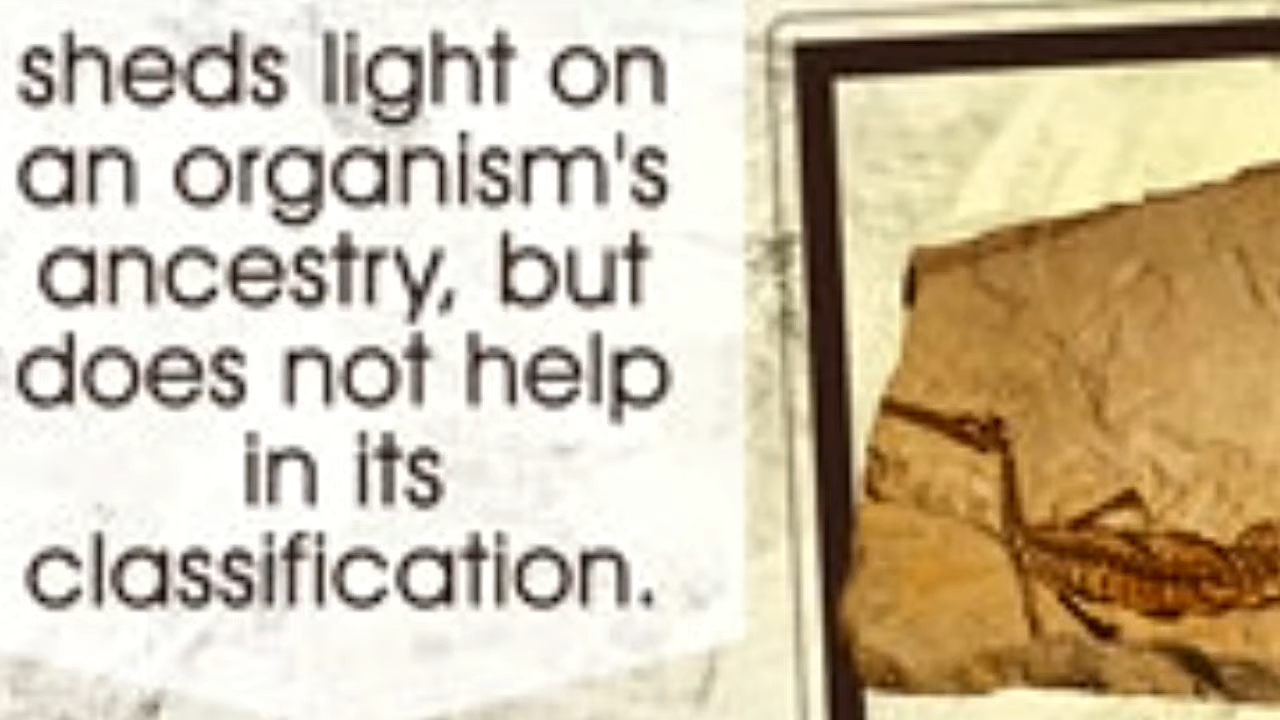 sheds light on
an organism's
ancestry, but
does not help
in its
classification.